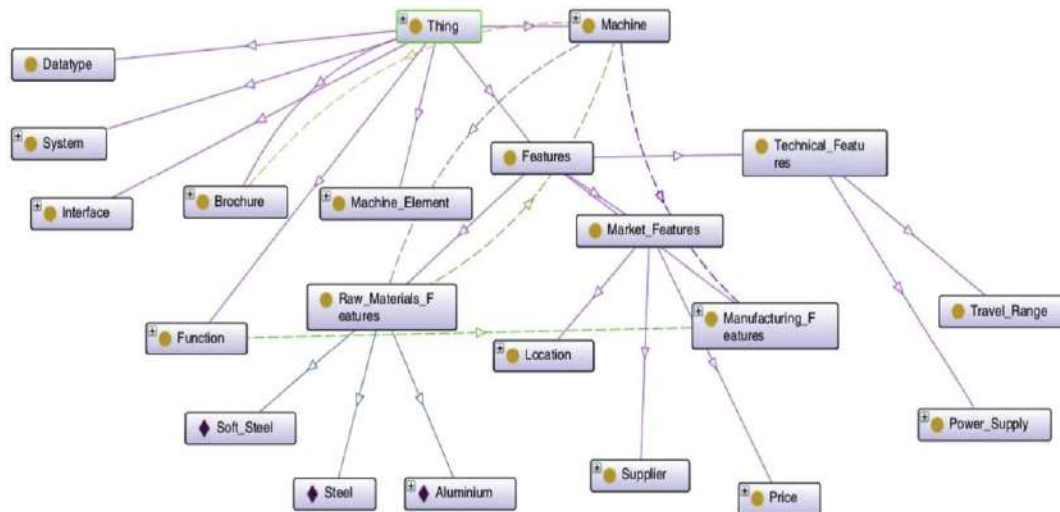 Thing
Machine
Datatype
System
Technical_Featu
res
Features
Interface
Brochure
Machine_Element
Market_Features
Raw_Materials_F
eatures
Travel_Range
Function
Manufacturing_F
eatures
Location
Soft_Steel
Power_Supply
Supplier
Steel
Aluminium
Price